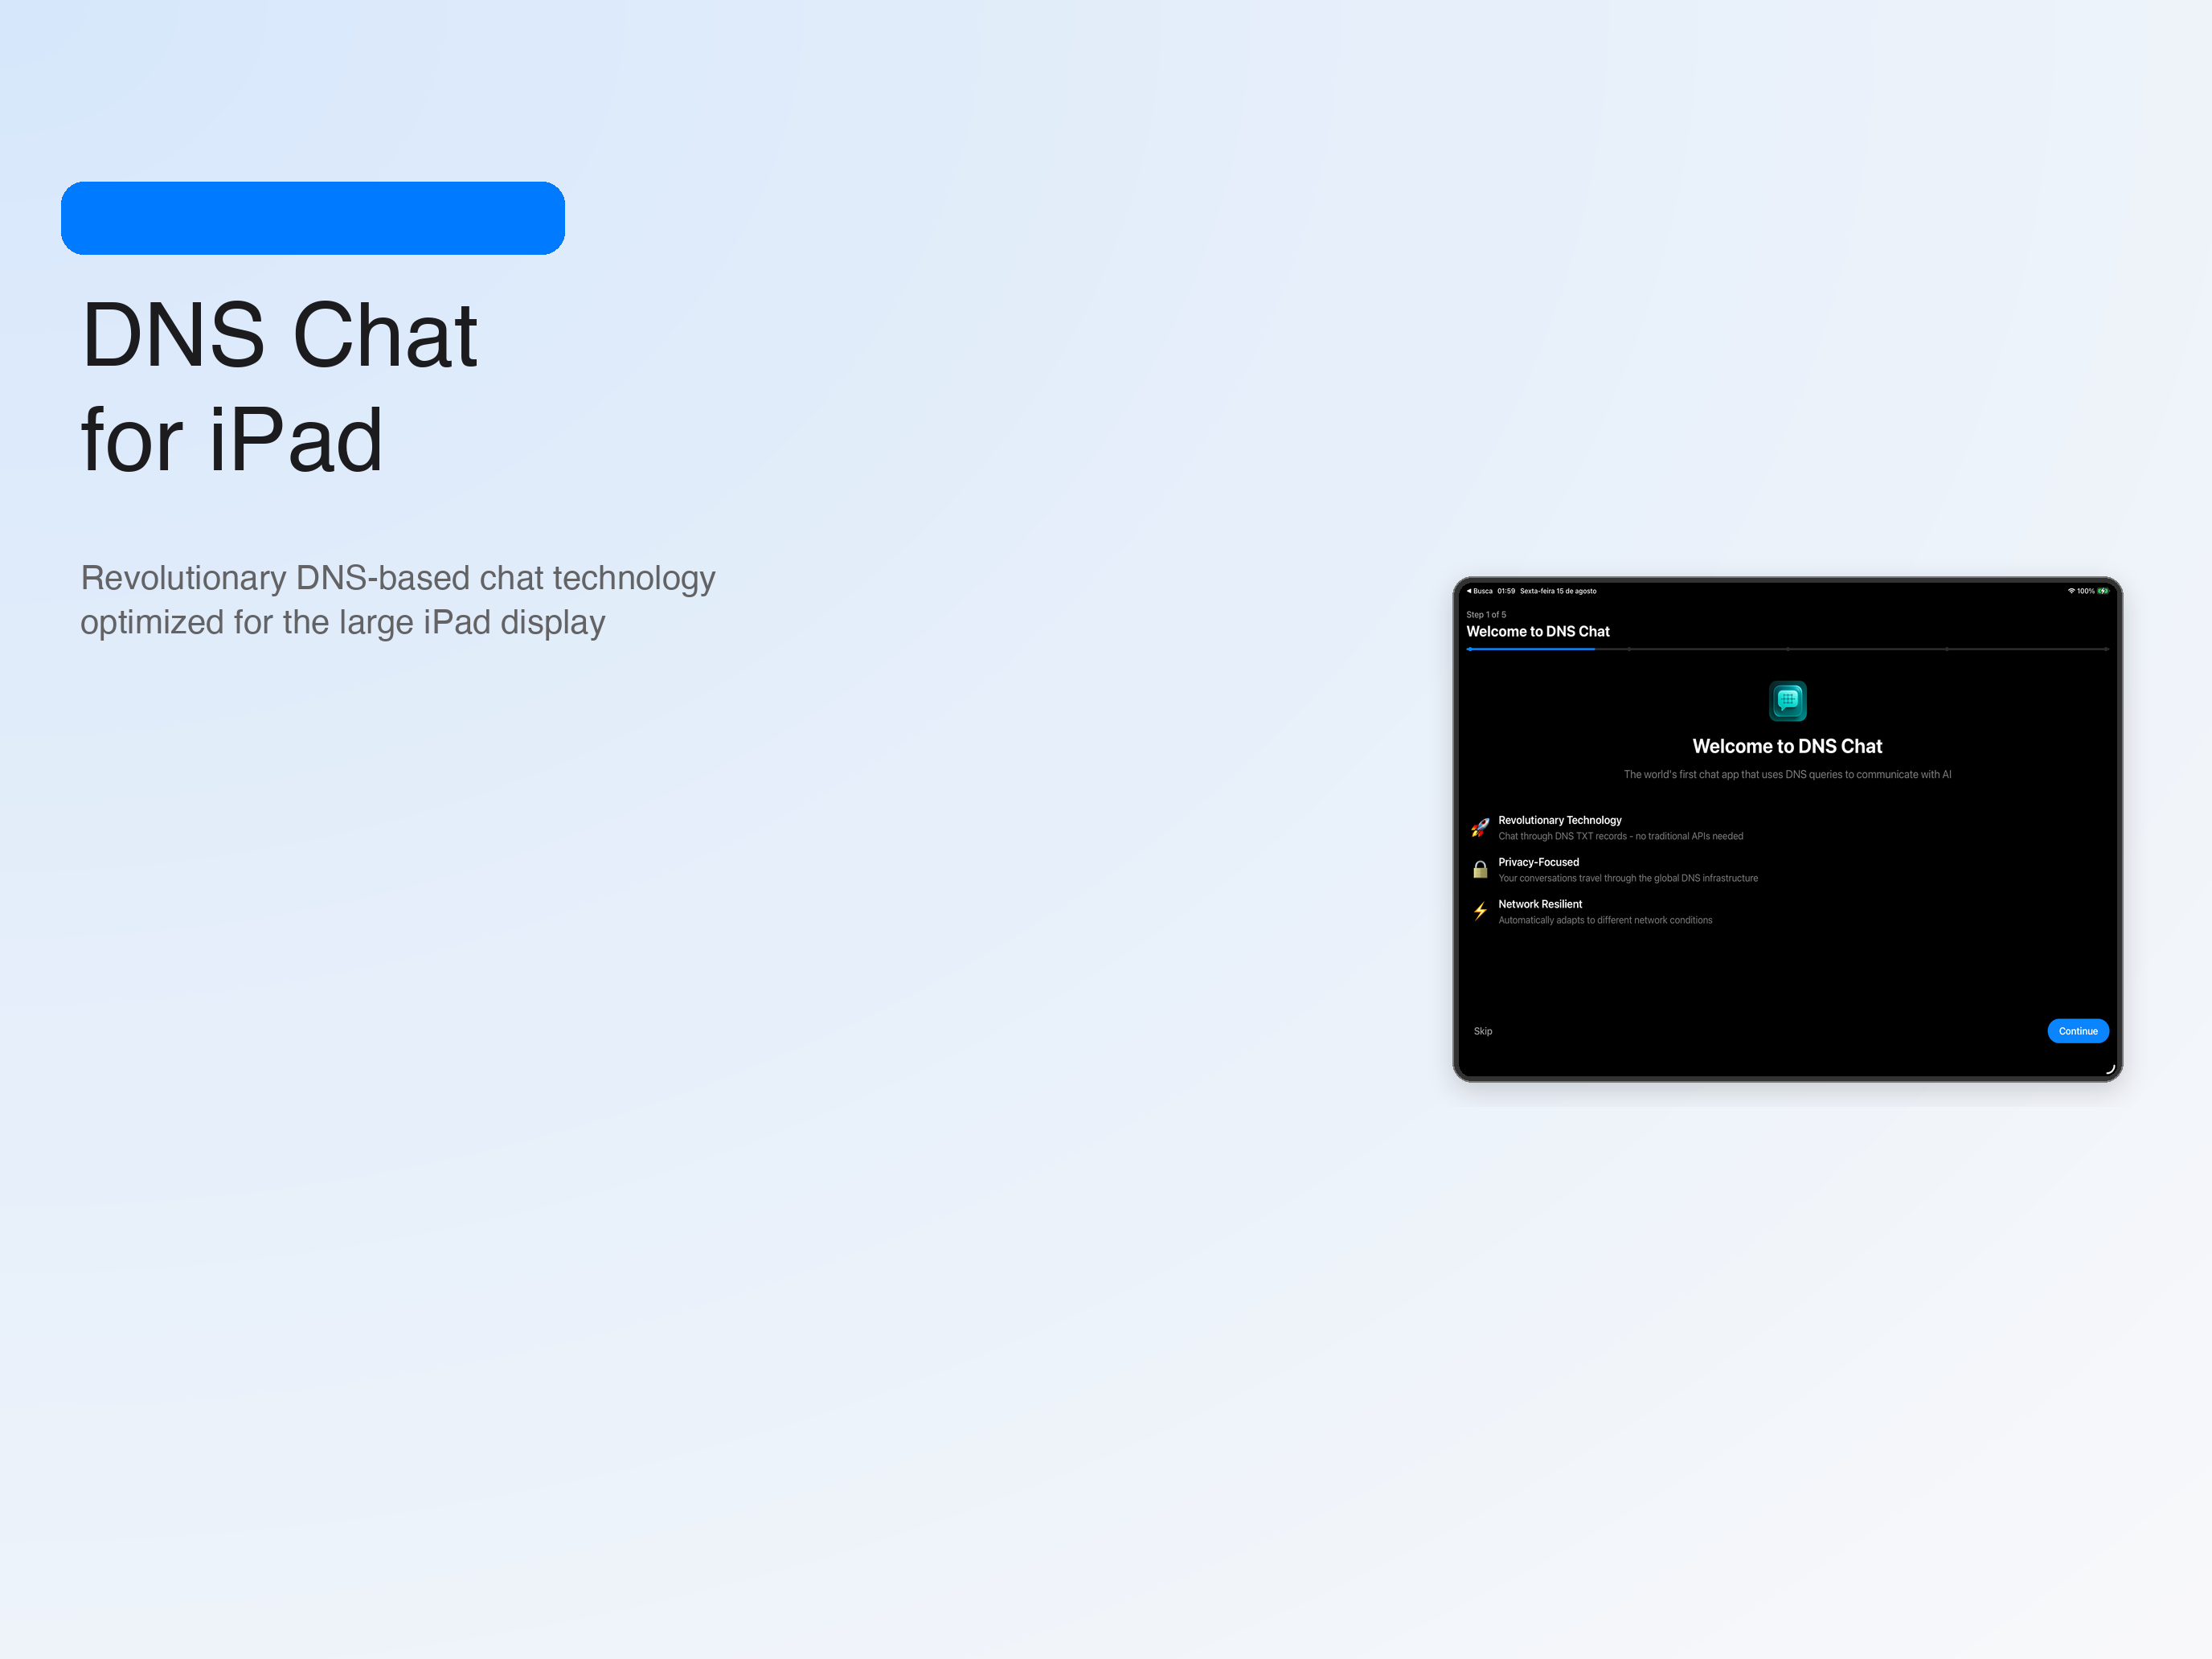 DNS Chat
for iPad
Revolutionary DNS-based chat technology
optimized for the large iPad display
Busca 01:59 Sexta-feira 15 de agosto
100%
Step 1 of 5
Welcome to DNS Chat
Welcome to DNS Chat
The world's first chat app that uses DNS queries to communicate with AI
Revolutionary Technology
Chat through DNS TXT records - no traditional APIs needed
Privacy-Focused
Your conversations travel through the global DNS infrastructure
Network Resilient
Automatically adapts to different network conditions
Skip
Continue